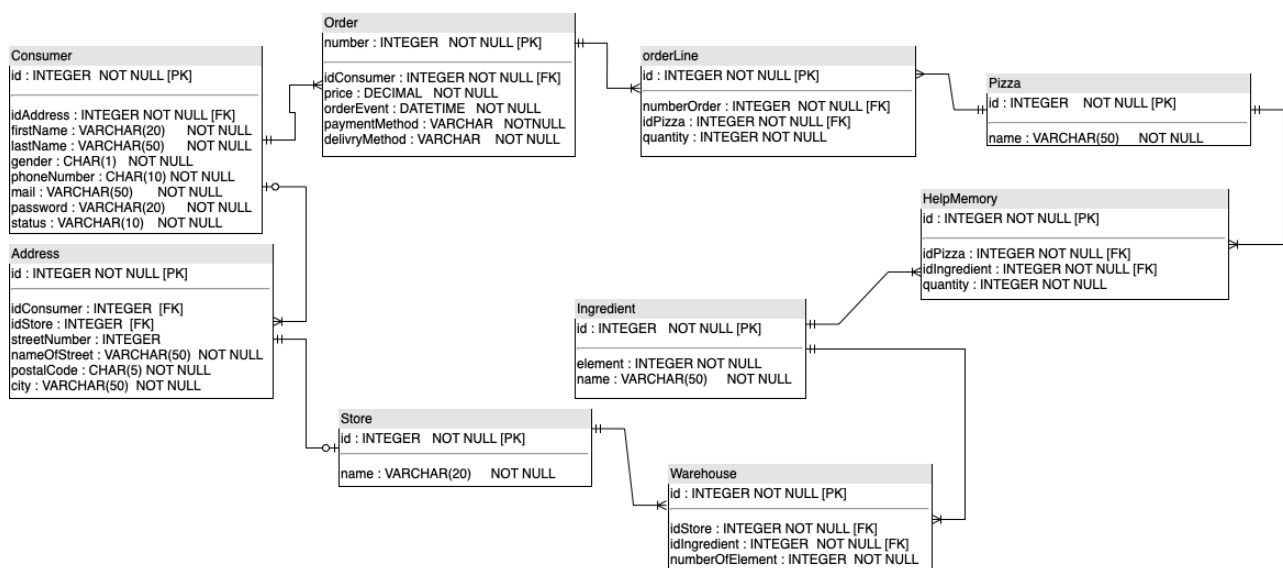 Order
number : INTEGER NOT NULL [PK]
idConsumer : INTEGER NOT NULL [FK]
price : DECIMAL NOT NULL
orderEvent : DATETIME NOT NULL
paymentMethod : VARCHAR NOTNULL
delivryMethod : VARCHAR NOT NULL
Consumer
id : INTEGER NOT NULL [PK]
idAddress : INTEGER NOT NULL [FK]
firstName : VARCHAR(20) NOT NULL
lastName : VARCHAR(50) NOT NULL
gender : CHAR(1) NOT NULL
phoneNumber : CHAR(10) NOT NULL
mail : VARCHAR(50) NOT NULL
password : VARCHAR(20) NOT NULL
status : VARCHAR(10) NOT NULL
orderLine
id : INTEGER NOT NULL [PK]
numberOrder : INTEGER NOT NULL [FK]
idPizza : INTEGER NOT NULL [FK]
quantity : INTEGER NOT NULL
Pizza
id : INTEGER NOT NULL [PK]
name : VARCHAR(50) NOT NULL
HelpMemory
id : INTEGER NOT NULL [PK]
idPizza : INTEGER NOT NULL [FK]
idIngredient : INTEGER NOT NULL [FK]
quantity : INTEGER NOT NULL
Address
id : INTEGER NOT NULL [PK]
idConsumer : INTEGER [FK]
idStore : INTEGER [FK]
streetNumber : INTEGER
nameOfStreet : VARCHAR(50) NOT NULL
postalCode : CHAR(5) NOT NULL
city : VARCHAR(50) NOT NULL
Ingredient
id : INTEGER NOT NULL [PK]
element : INTEGER NOT NULL
name : VARCHAR(50) NOT NULL
Store
id : INTEGER NOT NULL [PK]
name : VARCHAR(20) NOT NULL
Warehouse
id : INTEGER NOT NULL [PK]
idStore : INTEGER NOT NULL [FK]
idIngredient : INTEGER NOT NULL [FK]
numberOfElement : INTEGER NOT NULL